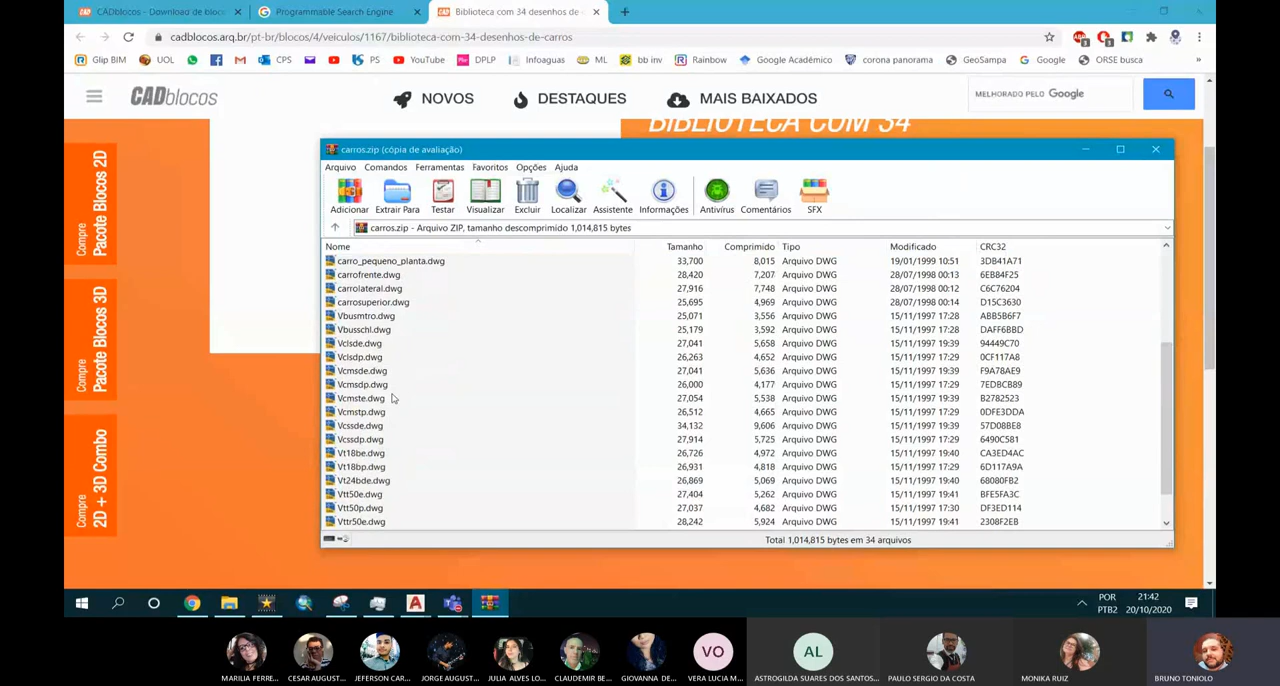 CADblocos - Download de bloc
Programmable Search Engine
Biblioteca com 34 desenhos de
cadblocos.arq.br/pt-br/blocos/4/veiculos/1167/biblioteca-com-34-desenhos-de-carros
Glip BIM UOL CPS PS YouTube DPLP Infoaguas ML bb inv Rainbow Google Acadêmico corona panorama GeoSampa Google ORSE busca
CADblocos NOVOS DESTAQUES MAIS BAIXADOS MELHORADO PELO Google
BIBLIOTECA COM 34
Compre
Pacote Blocos 2D
Compre
Pacote Blocos 3D
Compre
2D + 3D Combo
carros.zip (cópia de avaliação)
Arquivo Comandos Ferramentas Favoritos Opções Ajuda
Adicionar Extrair Para Testar Visualizar Excluir Localizar Assistente Informações Antivírus Comentários SFX
carros.zip - Arquivo ZIP, tamanho descomprimido 1,014,815 bytes
Nome Tamanho Comprimido Tipo Modificado CRC32
carro_pequeno_planta.dwg 33,700 8,015 Arquivo DWG 19/01/1999 10:51 3DB41A71
carrofrente.dwg 28,420 7,207 Arquivo DWG 28/07/1998 00:13 6EB84F25
carrolateral.dwg 27,916 7,748 Arquivo DWG 28/07/1998 00:12 C6C76204
carrosuperior.dwg 25,695 4,969 Arquivo DWG 28/07/1998 00:14 D15C3630
Vbusmtro.dwg 25,071 3,556 Arquivo DWG 15/11/1997 17:28 ABB5B6F7
Vbusschl.dwg 25,179 3,592 Arquivo DWG 15/11/1997 17:28 DAFF6BBD
Vclsde.dwg 27,041 5,658 Arquivo DWG 15/11/1997 19:39 94449C70
Vclsdp.dwg 26,263 4,652 Arquivo DWG 15/11/1997 17:28 0CF117A8
Vcmsde.dwg 27,041 5,636 Arquivo DWG 15/11/1997 19:39 F9A78AE9
Vcmsdp.dwg 26,000 4,177 Arquivo DWG 15/11/1997 17:28 7EDBCB89
Vcmste.dwg 27,054 5,538 Arquivo DWG 15/11/1997 19:39 B2782523
Vcmstp.dwg 26,512 4,665 Arquivo DWG 15/11/1997 17:29 0DFE3DDA
Vcssde.dwg 34,132 9,606 Arquivo DWG 15/11/1997 19:39 57D08BE8
Vcssdp.dwg 27,914 5,725 Arquivo DWG 15/11/1997 17:29 6490C581
Vt18be.dwg 26,726 4,972 Arquivo DWG 15/11/1997 19:40 CA3ED4AC
Vt18bp.dwg 26,931 4,818 Arquivo DWG 15/11/1997 17:29 6D117A9A
Vt24bde.dwg 26,869 5,069 Arquivo DWG 15/11/1997 19:40 68080FB2
Vtt50e.dwg 27,404 5,262 Arquivo DWG 15/11/1997 19:41 BFE5FA3C
Vtt50p.dwg 27,037 4,682 Arquivo DWG 15/11/1997 17:30 DF3ED114
Vttr50e.dwg 28,242 5,924 Arquivo DWG 15/11/1997 19:41 2308F2EB
Total 1,014,815 bytes em 34 arquivos
POR 21:42
PTB2 20/10/2020
VO AL
MARILIA FERRE... CESAR AUGUST... JEFERSON CAR... JORGE AUGUST... JULIA ALVES LO... CLAUDEMIR BE... GIOVANNA DE... VERA LUCIA M... ASTROGILDA SUARES DOS SANTOS... PAULO SERGIO DA COSTA MONIKA RUIZ BRUNO TONIOLO